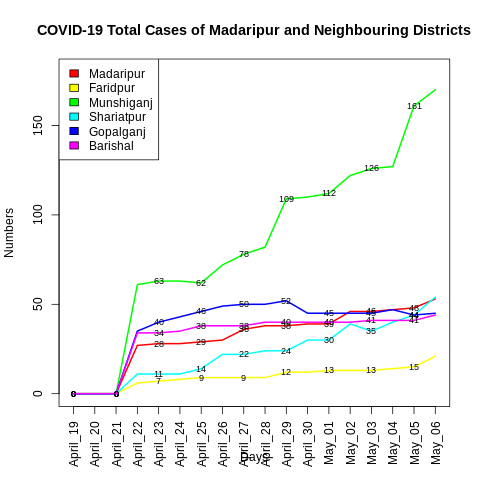 COVID-19 Total Cases of Madaripur and Neighbouring Districts
Numbers
150
100
50
0
Madaripur
Faridpur
Munshiganj
Shariatpur
Gopalganj
Barishal
0 0 63 62 78 109 112 126 161
40 46 50 52 45 45
34 38 38 40 40 41 41
28 29 36 38 39 46 48
11 14 22 24 30 35
7 9 9 12 13 13 15
April_19
April_20
April_21
April_22
April_23
April_24
April_25
April_26
April_27
April_28
April_29
April_30
May_01
May_02
May_03
May_04
May_05
May_06
Days